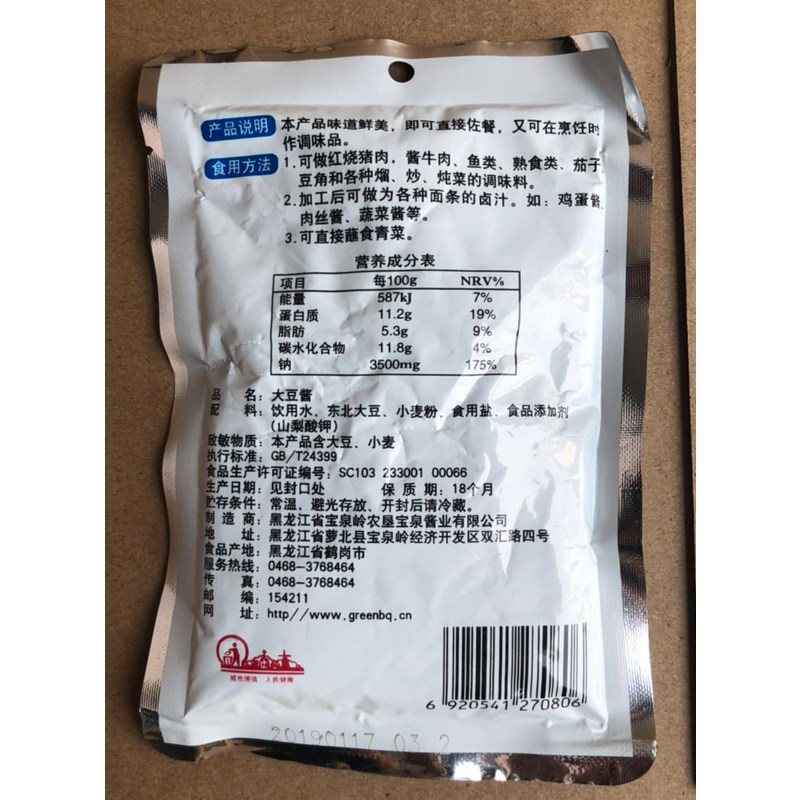 产品说明 本产品味道鲜美，即可直接佐餐，又可在烹饪时
作调味品。
食用方法 1.可做红烧猪肉，酱牛肉、鱼类、熟食类、茄子
豆角和各种熘、炒、炖菜的调味料。
2.加工后可做为各种面条的卤汁。如：鸡蛋酱
肉丝酱、蔬菜酱等。
3.可直接蘸食青菜。
营养成分表
项目 每100g NRV%
能量 587kJ 7%
蛋白质 11.2g 19%
脂肪 5.3g 9%
碳水化合物 11.8g 4%
钠 3500mg 175%
品 名：大豆酱
配 料：饮用水、东北大豆、小麦粉、食用盐、食品添加剂
（山梨酸钾）
致敏物质：本产品含大豆、小麦
执行标准：GB/T24399
食品生产许可证编号：SC103 233001 00066
生产日期：见封口处 保 质 期：18个月
贮存条件：常温、避光存放、开封后请冷藏。
制 造 商：黑龙江省宝泉岭农垦宝泉酱业有限公司
地 址：黑龙江省萝北县宝泉岭经济开发区双汇路四号
食品产地：黑龙江省鹤岗市
服务热线：0468-3768464
传 真：0468-3768464
邮 编：154211
网 址：http//www.greenbq.cn
城市清洁 人民健康
6 920541 270806
20190117 03 2